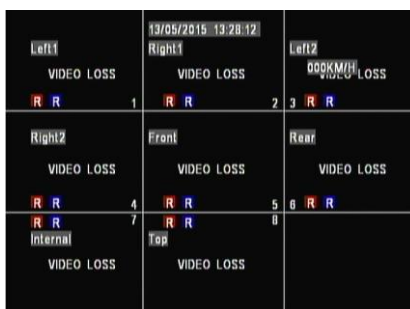 13/05/2015 13:28:12
Left1
Right1
Left2
000KM/H
VIDEO LOSS
VIDEO LOSS
VIDEO LOSS
R R 1
R R 2
3 R R
Right2
Front
Rear
VIDEO LOSS
VIDEO LOSS
VIDEO LOSS
R R 4
R R 5
6 R R
R R 7
R R 8
Internal
Top
VIDEO LOSS
VIDEO LOSS